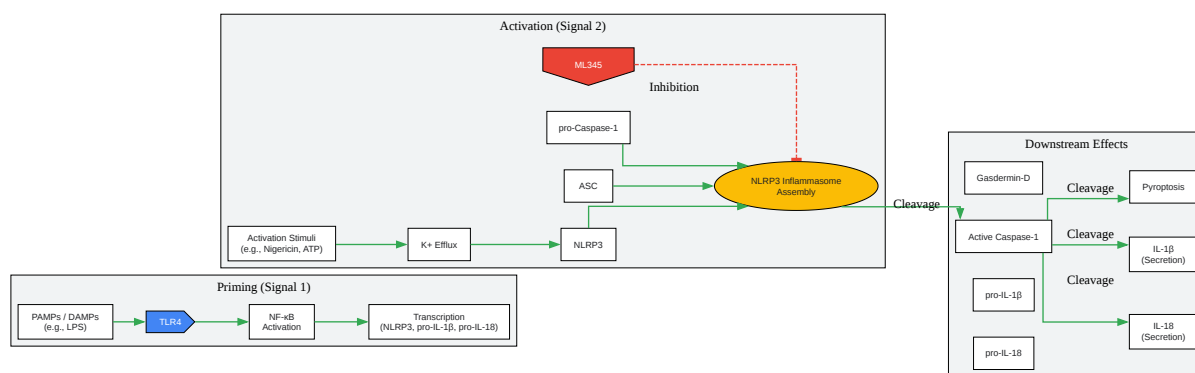 Activation (Signal 2)
ML345
Inhibition
pro-Caspase-1
ASC
NLRP3 Inflammasome
Assembly
Activation Stimuli
(e.g., Nigericin, ATP)
K+ Efflux
NLRP3
Cleavage
Downstream Effects
Gasdermin-D
Cleavage
Pyroptosis
Active Caspase-1
Cleavage
IL-1β
(Secretion)
Cleavage
pro-IL-1β
IL-18
(Secretion)
pro-IL-18
Priming (Signal 1)
PAMPs / DAMPs
(e.g., LPS)
TLR4
NF-κB
Activation
Transcription
(NLRP3, pro-IL-1β, pro-IL-18)